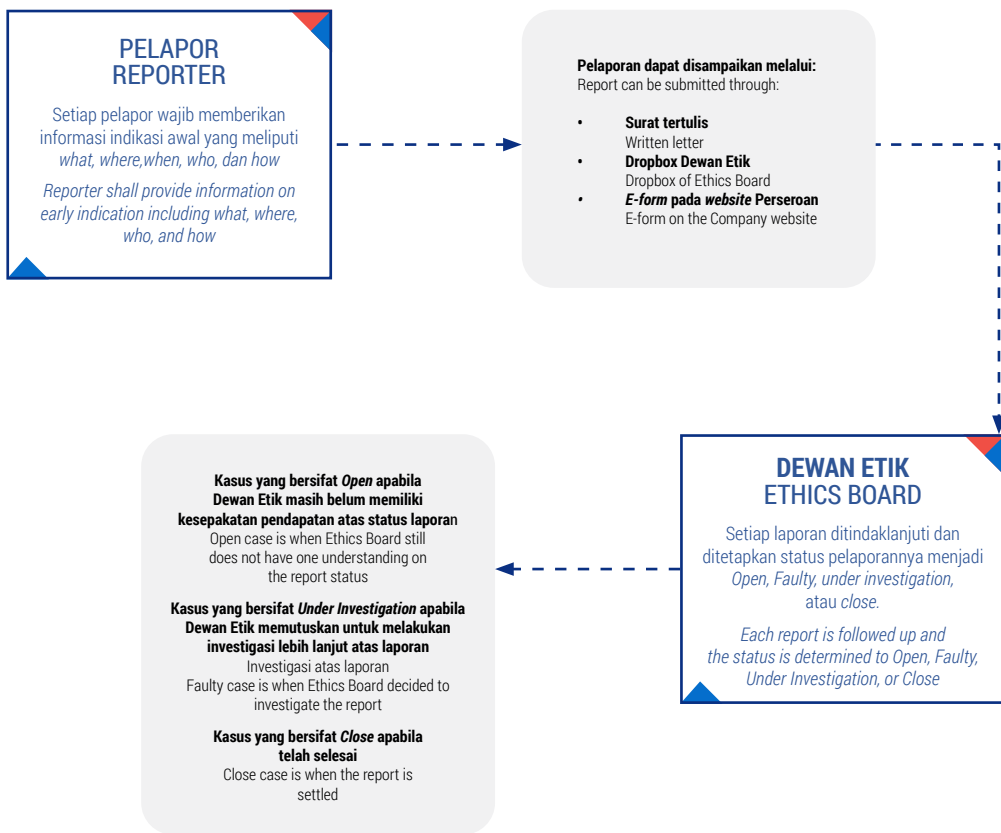 PELAPOR
REPORTER
Setiap pelapor wajib memberikan
informasi indikasi awal yang meliputi
what, where,when, who, dan how
Reporter shall provide information on
early indication including what, where,
who, and how
Pelaporan dapat disampaikan melalui:
Report can be submitted through:
• Surat tertulis
Written letter
• Dropbox Dewan Etik
Dropbox of Ethics Board
• E-form pada website Perseroan
E-form on the Company website
DEWAN ETIK
ETHICS BOARD
Setiap laporan ditindaklanjuti dan
ditetapkan status pelaporannya menjadi
Open, Faulty, under investigation,
atau close.
Each report is followed up and
the status is determined to Open, Faulty,
Under Investigation, or Close
Kasus yang bersifat Open apabila
Dewan Etik masih belum memiliki
kesepakatan pendapatan atas status laporan
Open case is when Ethics Board still
does not have one understanding on
the report status
Kasus yang bersifat Under Investigation apabila
Dewan Etik memutuskan untuk melakukan
investigasi lebih lanjut atas laporan
Investigasi atas laporan
Faulty case is when Ethics Board decided to
investigate the report
Kasus yang bersifat Close apabila
telah selesai
Close case is when the report is
settled